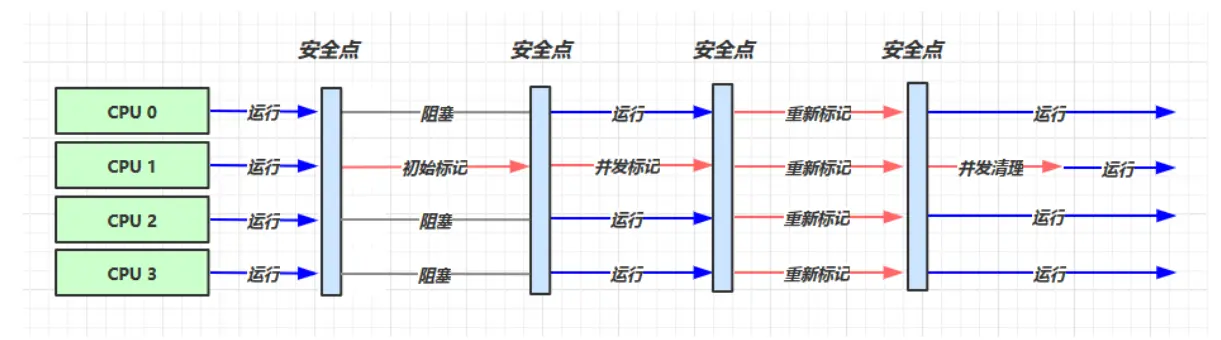 安全点 安全点 安全点 安全点
CPU 0 运行 阻塞 运行 重新标记 运行
CPU 1 运行 初始标记 并发标记 重新标记 并发清理 运行
CPU 2 运行 阻塞 运行 重新标记 运行
CPU 3 运行 阻塞 运行 重新标记 运行